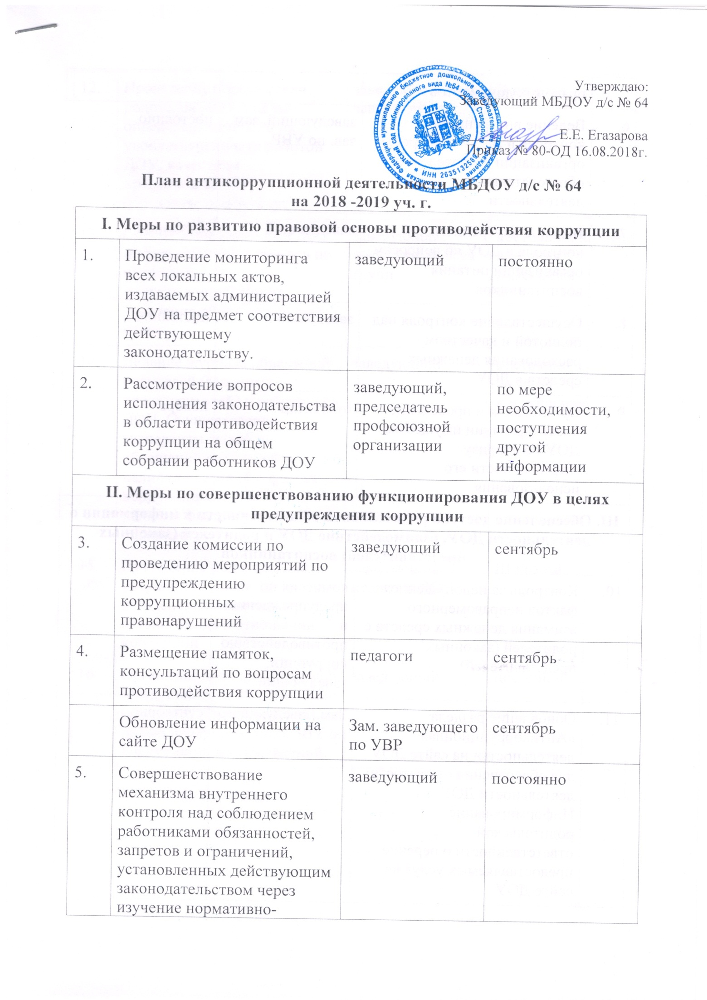 Утверждаю:
Заведующий МБДОУ д/с № 64
Е.Е. Егазарова
Приказ № 80-ОД 16.08.2018г.
Российская Федерация муниципальное бюджетное дошкольное образовательное учреждение
детский сад комбинированного вида №64 города Ставрополя
* ИНН 2635132589 *
1777
План антикоррупционной деятельности МБДОУ д/с № 64
на 2018 -2019 уч. г.
I. Меры по развитию правовой основы противодействия коррупции
1.
Проведение мониторинга
всех локальных актов,
издаваемых администрацией
ДОУ на предмет соответствия
действующему
законодательству.
заведующий
постоянно
2.
Рассмотрение вопросов
исполнения законодательства
в области противодействия
коррупции на общем
собрании работников ДОУ
заведующий,
председатель
профсоюзной
организации
по мере
необходимости,
поступления
другой
информации
II. Меры по совершенствованию функционирования ДОУ в целях
предупреждения коррупции
3.
Создание комиссии по
проведению мероприятий по
предупреждению
коррупционных
правонарушений
заведующий
сентябрь
4.
Размещение памяток,
консультаций по вопросам
противодействия коррупции
педагоги
сентябрь
Обновление информации на
сайте ДОУ
Зам. заведующего
по УВР
сентябрь
5.
Совершенствование
механизма внутреннего
контроля над соблюдением
работниками обязанностей,
запретов и ограничений,
установленных действующим
законодательством через
изучение нормативно-
заведующий
постоянно